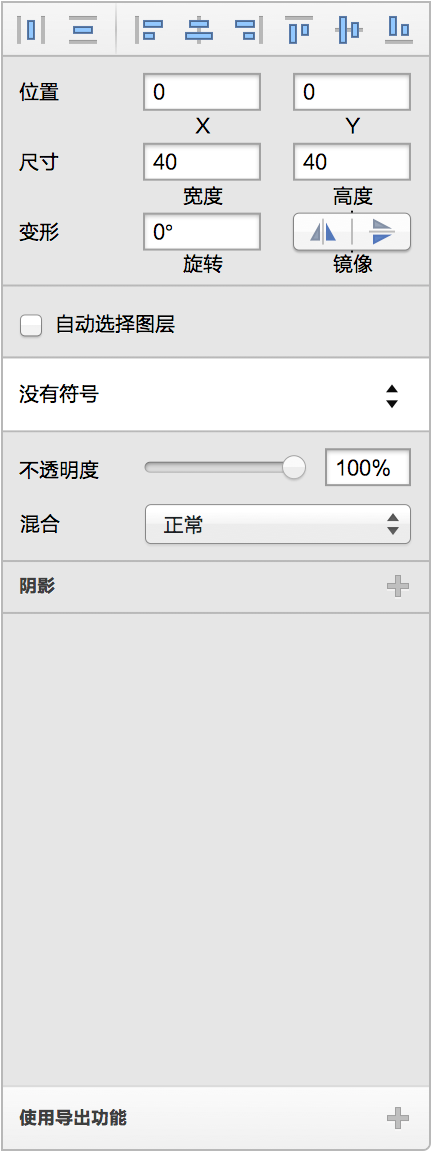 位置 0 0
X Y
尺寸 40 40
宽度 高度
变形 0°
旋转 镜像
自动选择图层
没有符号
不透明度 100%
混合 正常
阴影
使用导出功能